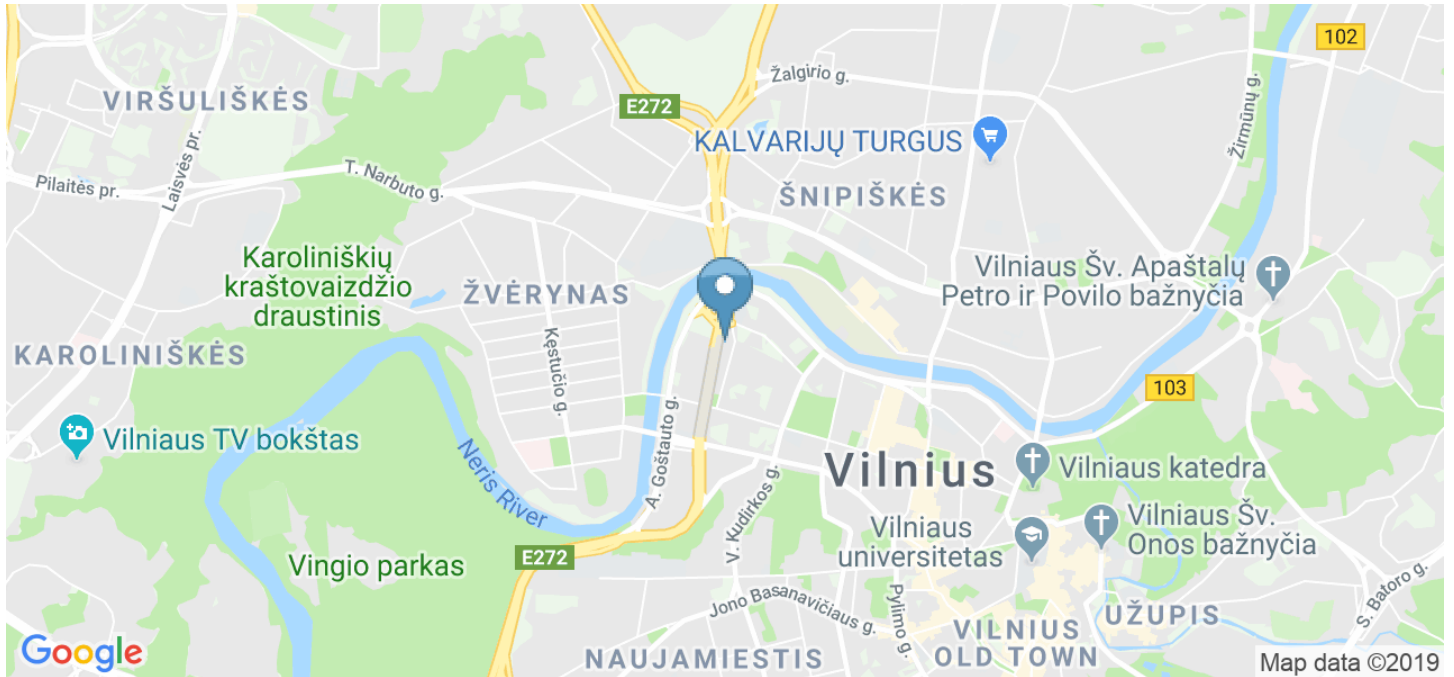 102
Žalgirio g.
VIRŠULIŠKĖS
E272
Žirmūnų g.
KALVARIJŲ TURGUS
Laisvės pr.
T. Narbuto g.
Pilaitės pr.
ŠNIPIŠKĖS
Karoliniškių
kraštovaizdžio
draustinis
Vilniaus Šv. Apaštalų
Petro ir Povilo bažnyčia
ŽVĖRYNAS
KAROLINIŠKĖS
Kęstučio g.
103
A. Goštauto g.
Vilniaus TV bokštas
Neris River
Vilnius
Vilniaus katedra
V. Kudirkos g.
Vilniaus
universitetas
Vilniaus Šv.
Onos bažnyčia
E272
Vingio parkas
Jono Basanavičiaus g.
Pylimo g.
S. Batoro g.
UŽUPIS
VILNIUS
OLD TOWN
NAUJAMIESTIS
Google
Map data ©2019